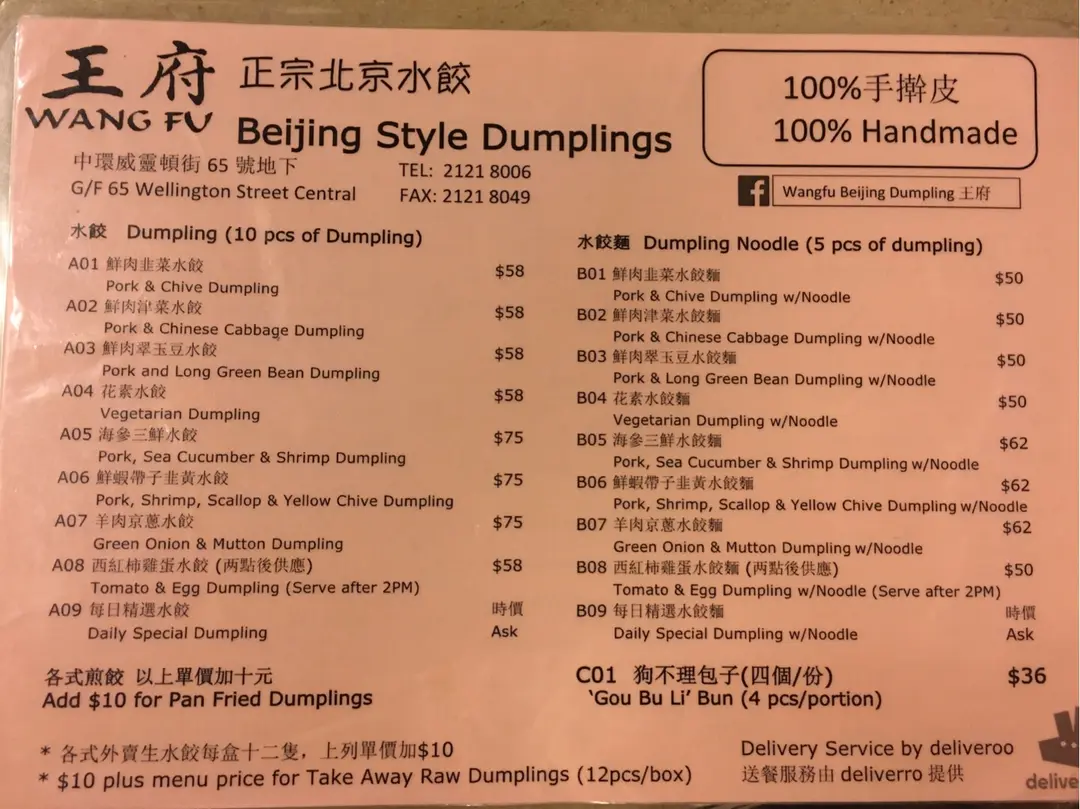 王府
WANG FU
正宗北京水餃
Beijing Style Dumplings
100%手擀皮
100% Handmade
中環威靈頓街 65 號地下
G/F 65 Wellington Street Central
TEL: 2121 8006
FAX: 2121 8049
f Wangfu Beijing Dumpling 王府
水餃 Dumpling (10 pcs of Dumpling)
A01 鮮肉韭菜水餃 $58
Pork & Chive Dumpling
A02 鮮肉津菜水餃 $58
Pork & Chinese Cabbage Dumpling
A03 鮮肉翠玉豆水餃 $58
Pork and Long Green Bean Dumpling
A04 花素水餃 $58
Vegetarian Dumpling
A05 海參三鮮水餃 $75
Pork, Sea Cucumber & Shrimp Dumpling
A06 鮮蝦帶子韭黃水餃 $75
Pork, Shrimp, Scallop & Yellow Chive Dumpling
A07 羊肉京蔥水餃 $75
Green Onion & Mutton Dumpling
A08 西紅柿雞蛋水餃 (两點後供應) $58
Tomato & Egg Dumpling (Serve after 2PM)
A09 每日精選水餃 時價
Daily Special Dumpling Ask
各式煎餃 以上單價加十元
Add $10 for Pan Fried Dumplings
水餃麵 Dumpling Noodle (5 pcs of dumpling)
B01 鮮肉韭菜水餃麵 $50
Pork & Chive Dumpling w/Noodle
B02 鮮肉津菜水餃麵 $50
Pork & Chinese Cabbage Dumpling w/Noodle
B03 鮮肉翠玉豆水餃麵 $50
Pork & Long Green Bean Dumpling w/Noodle
B04 花素水餃麵 $50
Vegetarian Dumpling w/Noodle
B05 海參三鮮水餃麵 $62
Pork, Sea Cucumber & Shrimp Dumpling w/Noodle
B06 鮮蝦帶子韭黃水餃麵 $62
Pork, Shrimp, Scallop & Yellow Chive Dumpling w/Noodle
B07 羊肉京蔥水餃麵 $62
Green Onion & Mutton Dumpling w/Noodle
B08 西紅柿雞蛋水餃麵 (两點後供應) $50
Tomato & Egg Dumpling w/Noodle (Serve after 2PM)
B09 每日精選水餃麵 時價
Daily Special Dumpling w/Noodle Ask
C01 狗不理包子(四個/份) $36
‘Gou Bu Li’ Bun (4 pcs/portion)
* 各式外賣生水餃每盒十二隻，上列單價加$10
* $10 plus menu price for Take Away Raw Dumplings (12pcs/box)
Delivery Service by deliveroo
送餐服務由 deliverro 提供
delive